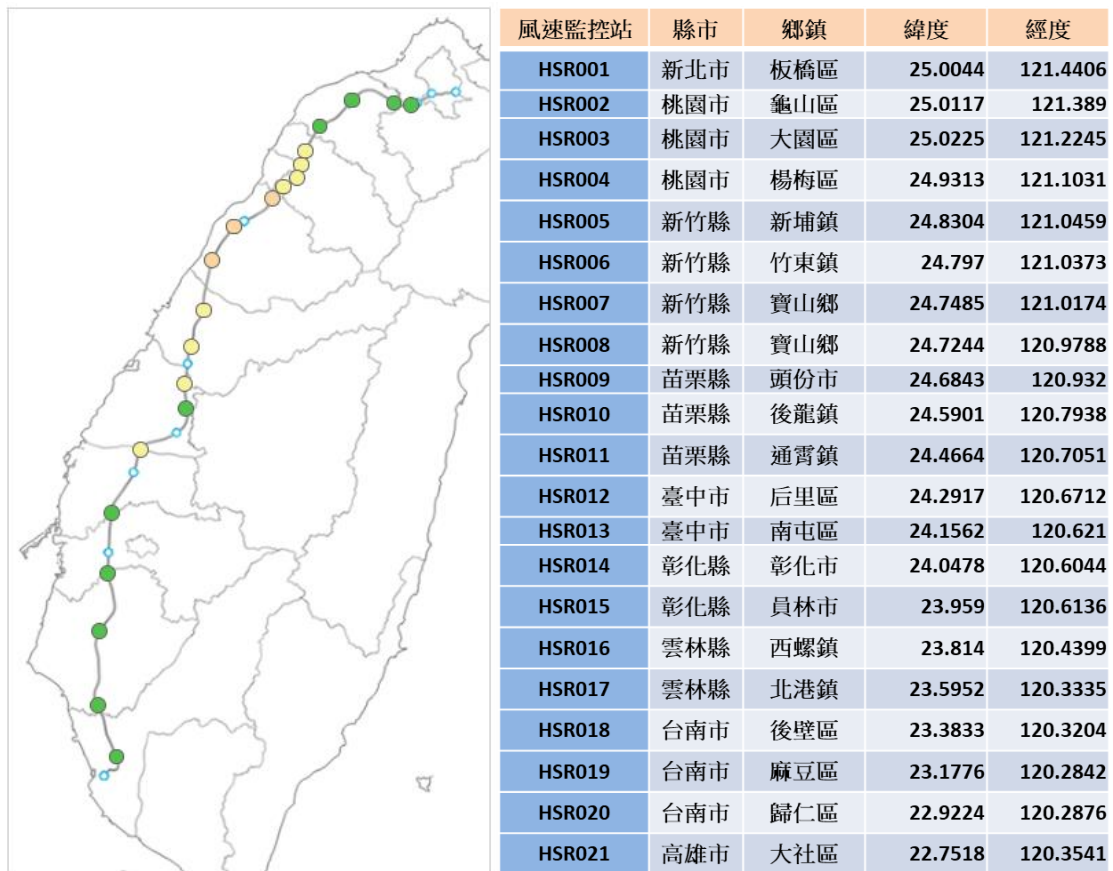 風速監控站 縣市 鄉鎮 緯度 經度
HSR001 新北市 板橋區 25.0044 121.4406
HSR002 桃園市 龜山區 25.0117 121.389
HSR003 桃園市 大園區 25.0225 121.2245
HSR004 桃園市 楊梅區 24.9313 121.1031
HSR005 新竹縣 新埔鎮 24.8304 121.0459
HSR006 新竹縣 竹東鎮 24.797 121.0373
HSR007 新竹縣 寶山鄉 24.7485 121.0174
HSR008 新竹縣 寶山鄉 24.7244 120.9788
HSR009 苗栗縣 頭份市 24.6843 120.932
HSR010 苗栗縣 後龍鎮 24.5901 120.7938
HSR011 苗栗縣 通霄鎮 24.4664 120.7051
HSR012 臺中市 后里區 24.2917 120.6712
HSR013 臺中市 南屯區 24.1562 120.621
HSR014 彰化縣 彰化市 24.0478 120.6044
HSR015 彰化縣 員林市 23.959 120.6136
HSR016 雲林縣 西螺鎮 23.814 120.4399
HSR017 雲林縣 北港鎮 23.5952 120.3335
HSR018 台南市 後壁區 23.3833 120.3204
HSR019 台南市 麻豆區 23.1776 120.2842
HSR020 台南市 歸仁區 22.9224 120.2876
HSR021 高雄市 大社區 22.7518 120.3541